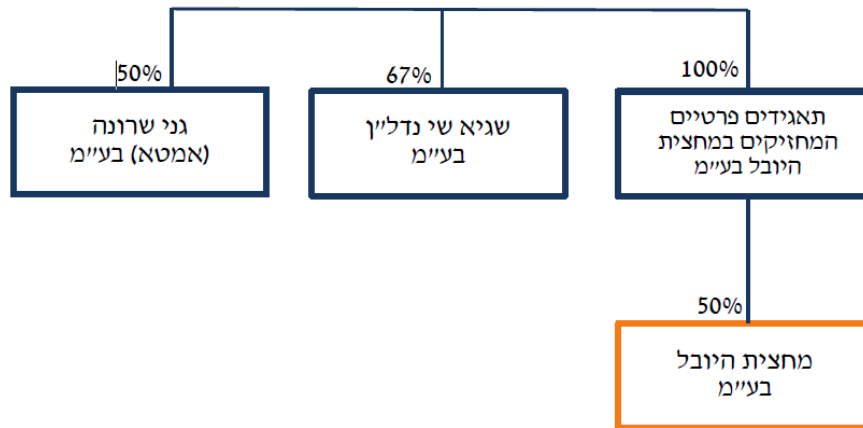 100%
תאגידים פרטיים
המחזיקים במחצית
היובל בע״מ
67%
שגיא שי נדל״ן
בע״מ
50%
גני שרונה
(אמטא) בע״מ
50%
מחצית היובל
בע״מ